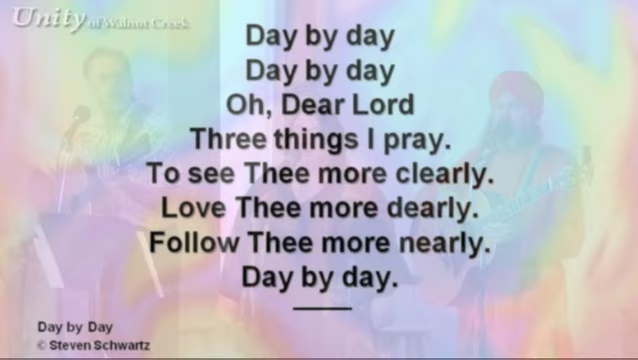 Unity of Walnut Creek
Day by day
Day by day
Oh, Dear Lord
Three things I pray.
To see Thee more clearly.
Love Thee more dearly.
Follow Thee more nearly.
Day by day.
Day by Day
© Steven Schwartz